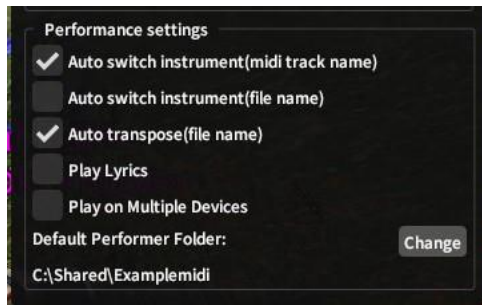 Performance settings
Auto switch instrument(midi track name)
Auto switch instrument(file name)
Auto transpose(file name)
Play Lyrics
Play on Multiple Devices
Default Performer Folder:
Change
C:\Shared\Examplemidi